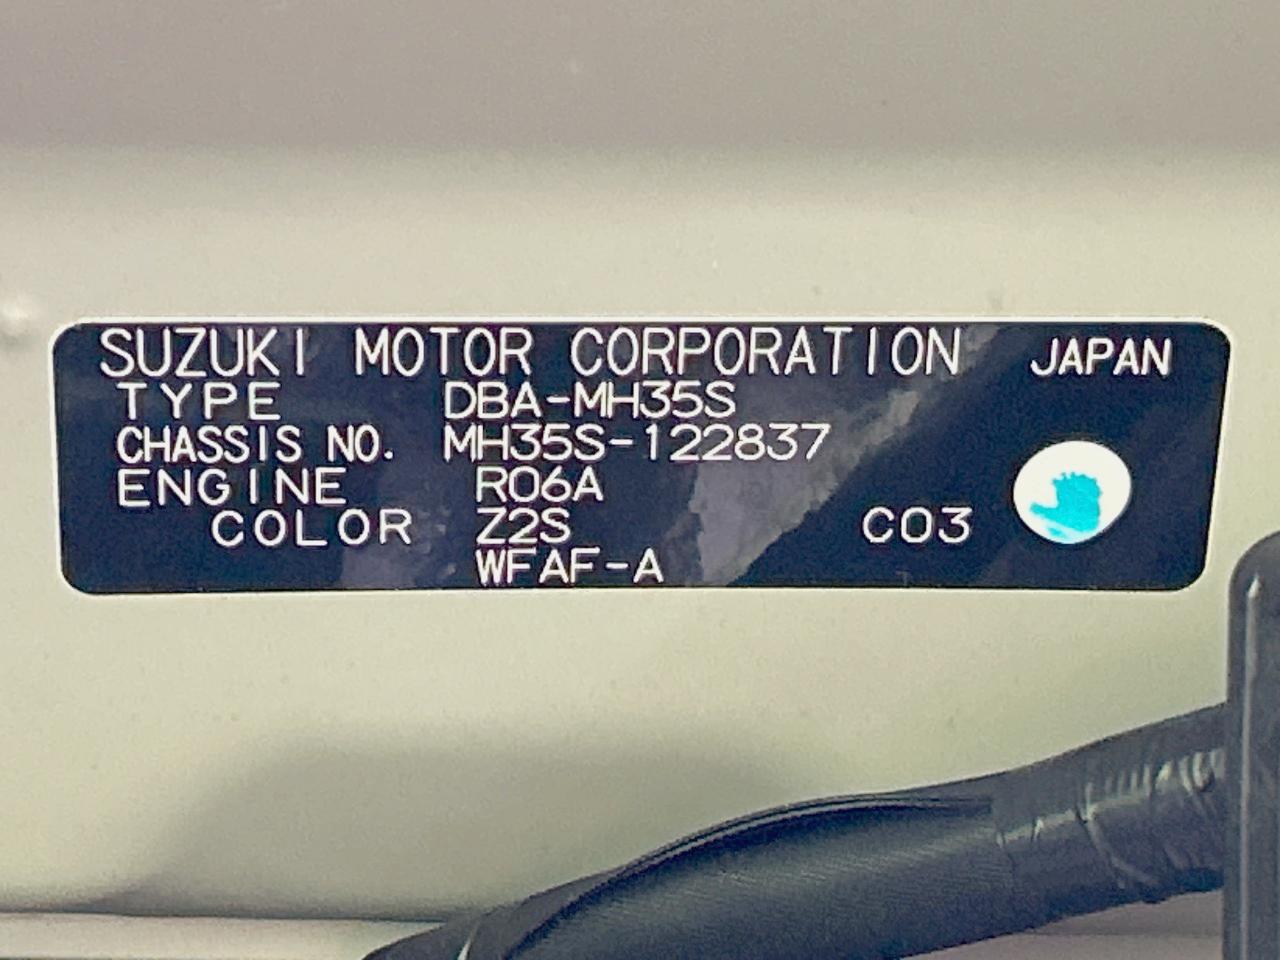 SUZUKI MOTOR CORPORATION JAPAN
TYPE DBA-MH35S
CHASSIS NO. MH35S-122837
ENGINE R06A
COLOR Z2S C03
WFAF-A